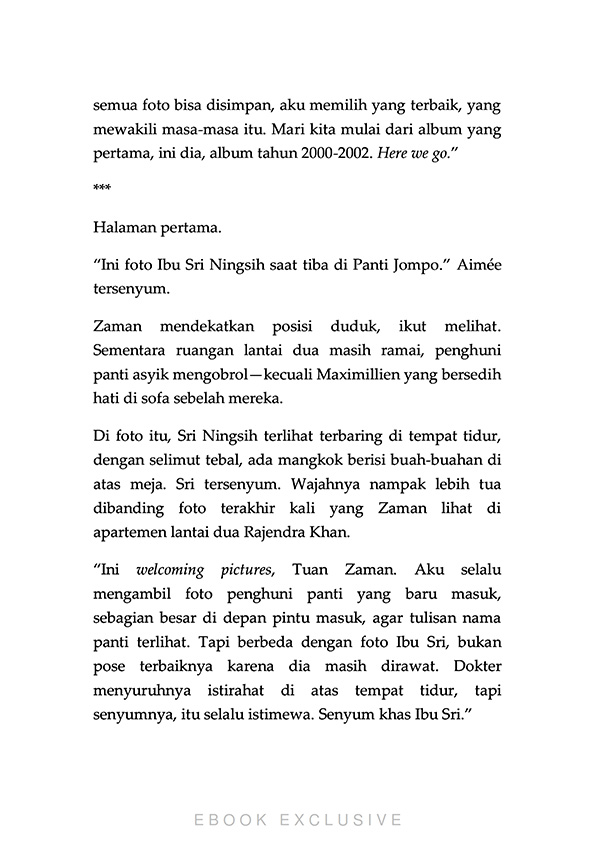 semua foto bisa disimpan, aku memilih yang terbaik, yang
mewakili masa-masa itu. Mari kita mulai dari album yang
pertama, ini dia, album tahun 2000-2002. Here we go.”
***
Halaman pertama.
“Ini foto Ibu Sri Ningsih saat tiba di Panti Jompo.” Aimée
tersenyum.
Zaman mendekatkan posisi duduk, ikut melihat.
Sementara ruangan lantai dua masih ramai, penghuni
panti asyik mengobrol—kecuali Maximillien yang bersedih
hati di sofa sebelah mereka.
Di foto itu, Sri Ningsih terlihat terbaring di tempat tidur,
dengan selimut tebal, ada mangkok berisi buah-buahan di
atas meja. Sri tersenyum. Wajahnya nampak lebih tua
dibanding foto terakhir kali yang Zaman lihat di
apartemen lantai dua Rajendra Khan.
“Ini welcoming pictures, Tuan Zaman. Aku selalu
mengambil foto penghuni panti yang baru masuk,
sebagian besar di depan pintu masuk, agar tulisan nama
panti terlihat. Tapi berbeda dengan foto Ibu Sri, bukan
pose terbaiknya karena dia masih dirawat. Dokter
menyuruhnya istirahat di atas tempat tidur, tapi
senyumnya, itu selalu istimewa. Senyum khas Ibu Sri.”
EBOOK EXCLUSIVE